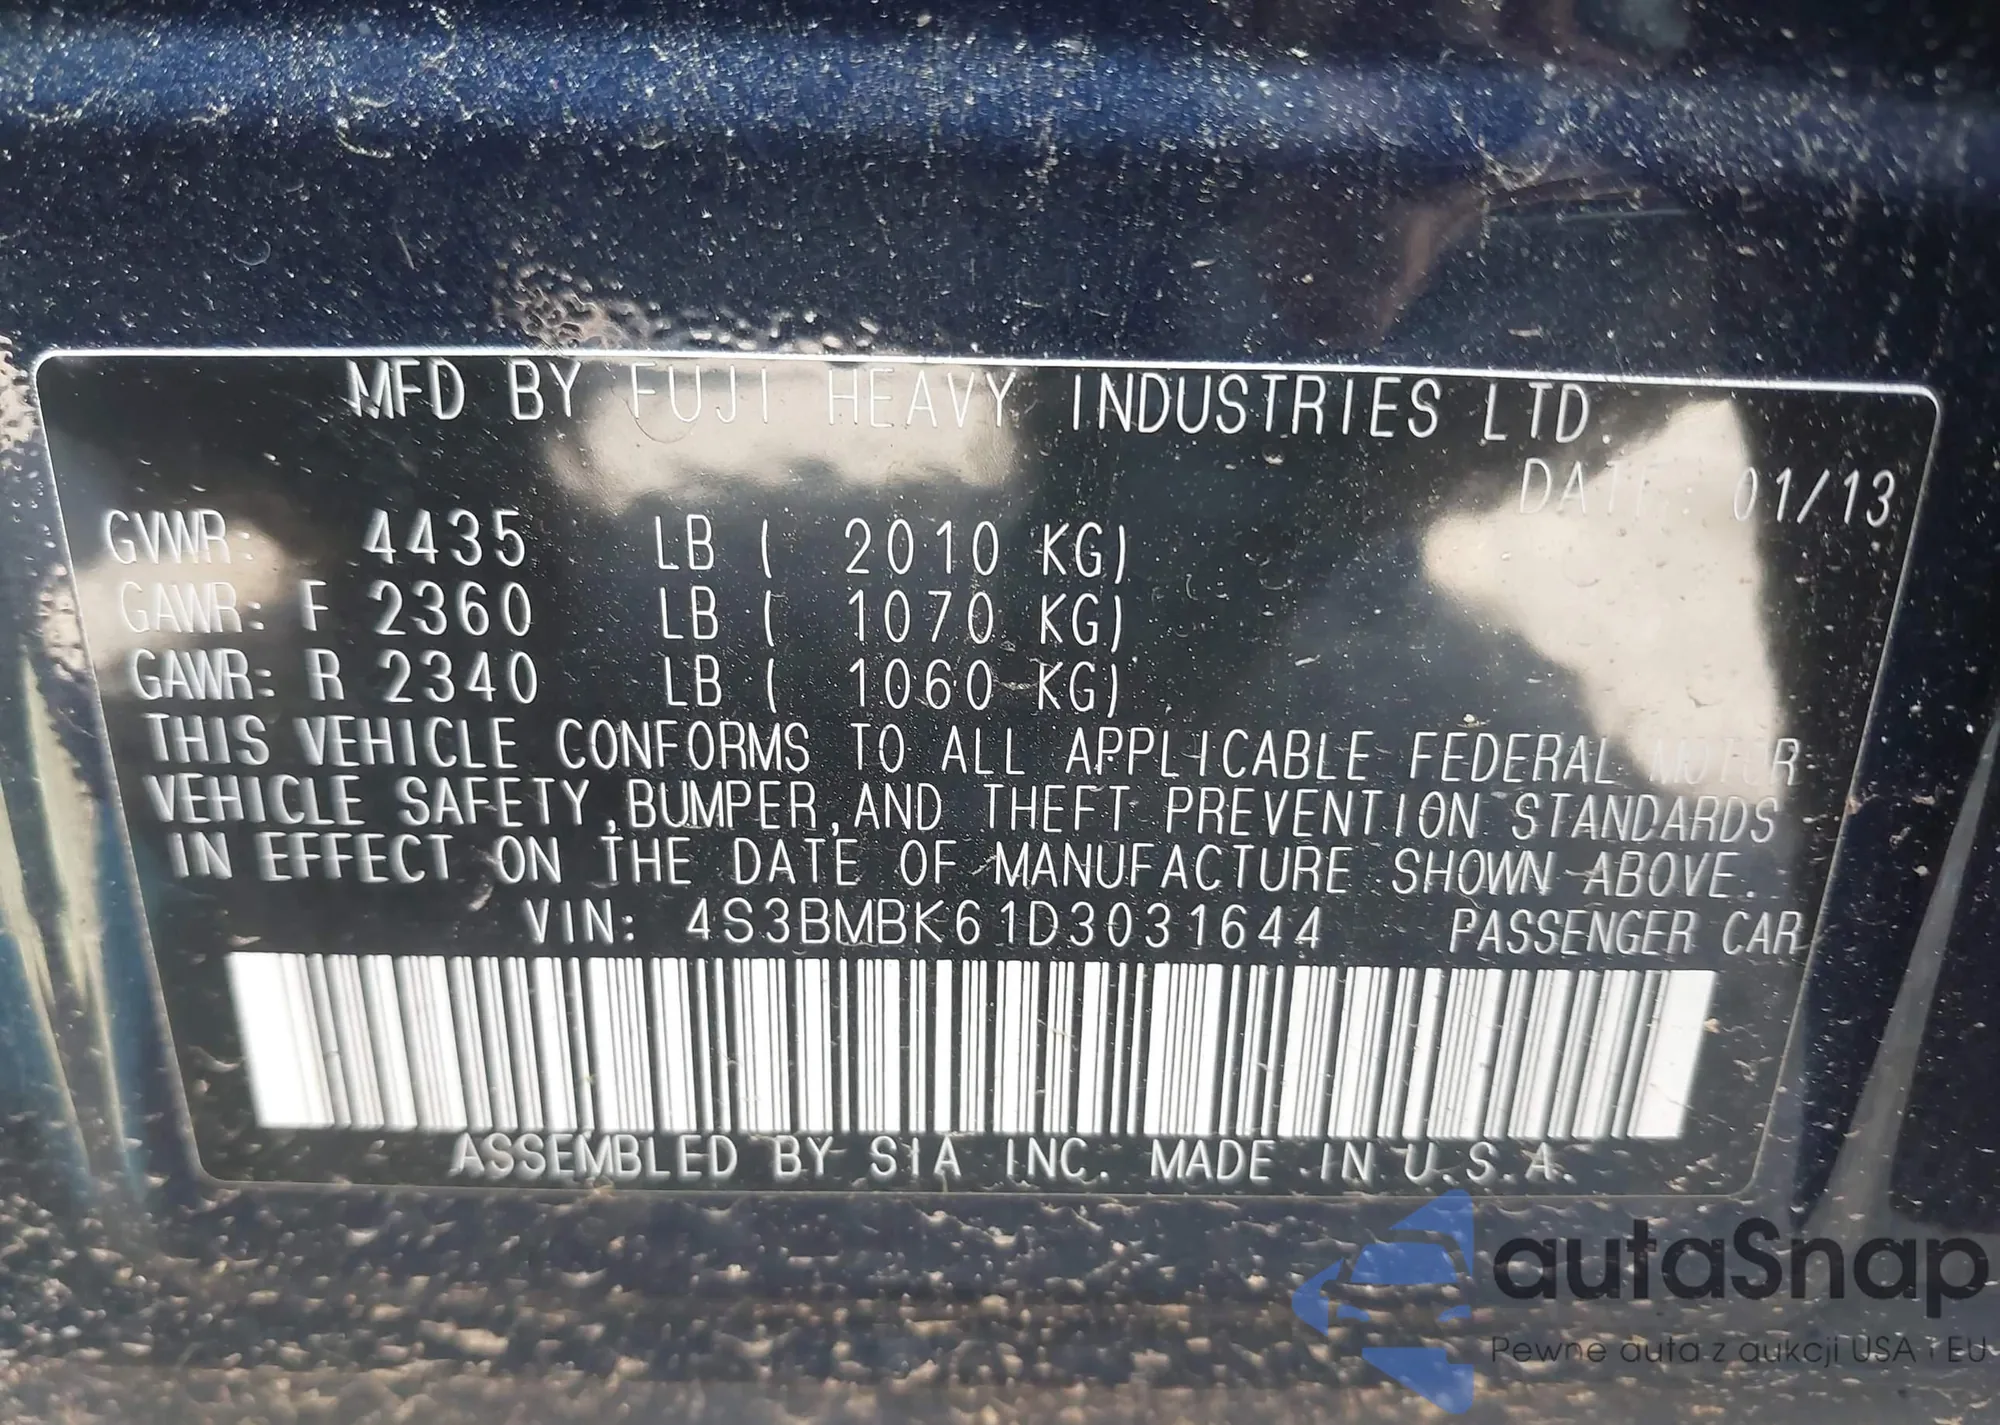 MFD BY FUJI HEAVY INDUSTRIES LTD.
DATE: 01/13
GVWR: 4435 LB ( 2010 KG)
GAWR: F 2360 LB ( 1070 KG)
GAWR: R 2340 LB ( 1060 KG)
THIS VEHICLE CONFORMS TO ALL APPLICABLE FEDERAL MOTOR
VEHICLE SAFETY,BUMPER,AND THEFT PREVENTION STANDARDS
IN EFFECT ON THE DATE OF MANUFACTURE SHOWN ABOVE.
VIN: 4S3BMBK61D3031644 PASSENGER CAR
ASSEMBLED BY SIA INC. MADE IN U.S.A.
autaSnap
Pewne auta z aukcji USA i EU